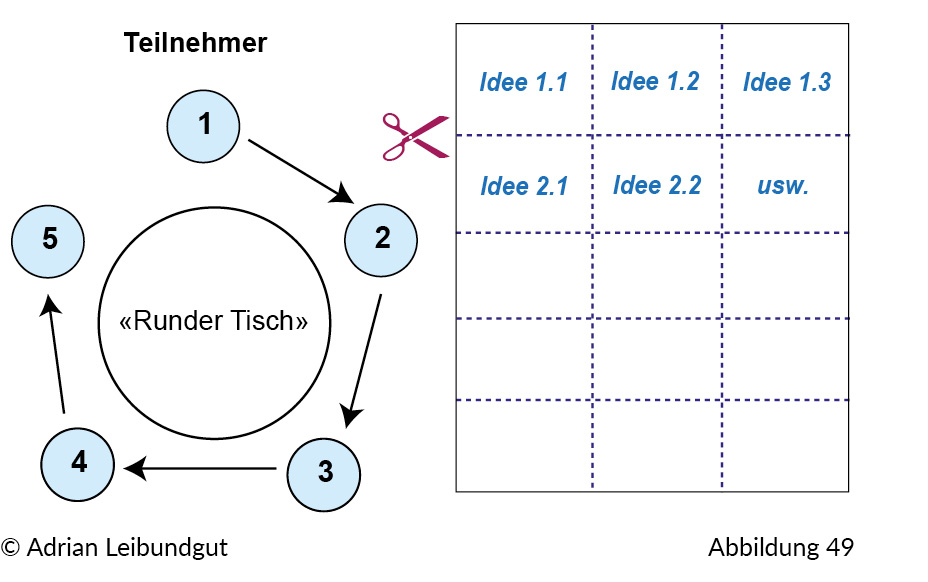 Teilnehmer
1
2
3
4
5
«Runder Tisch»
Idee 1.1 Idee 1.2 Idee 1.3
Idee 2.1 Idee 2.2 usw.
© Adrian Leibundgut
Abbildung 49